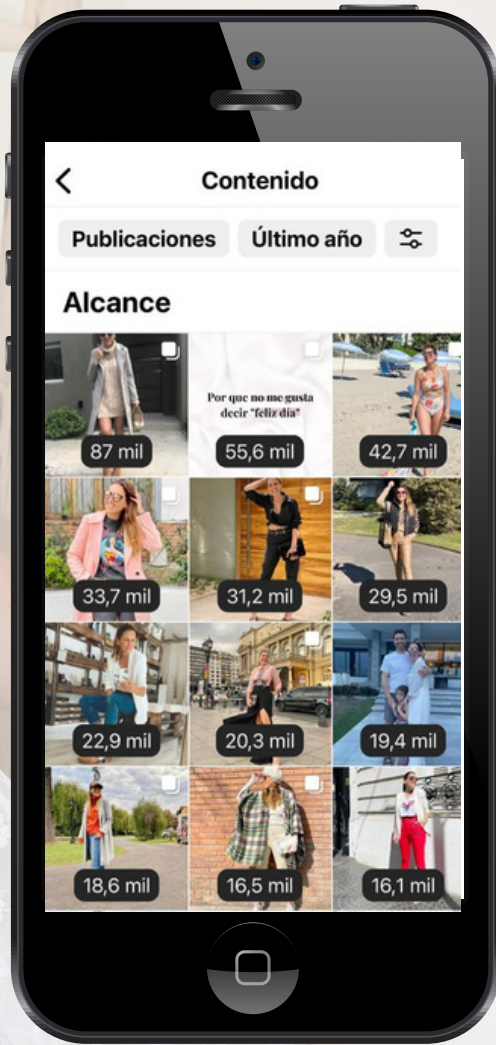 Contenido
Publicaciones Último año
Alcance
Por que no me gusta
decir "feliz día"
87 mil 55,6 mil 42,7 mil
33,7 mil 31,2 mil 29,5 mil
22,9 mil 20,3 mil 19,4 mil
18,6 mil 16,5 mil 16,1 mil